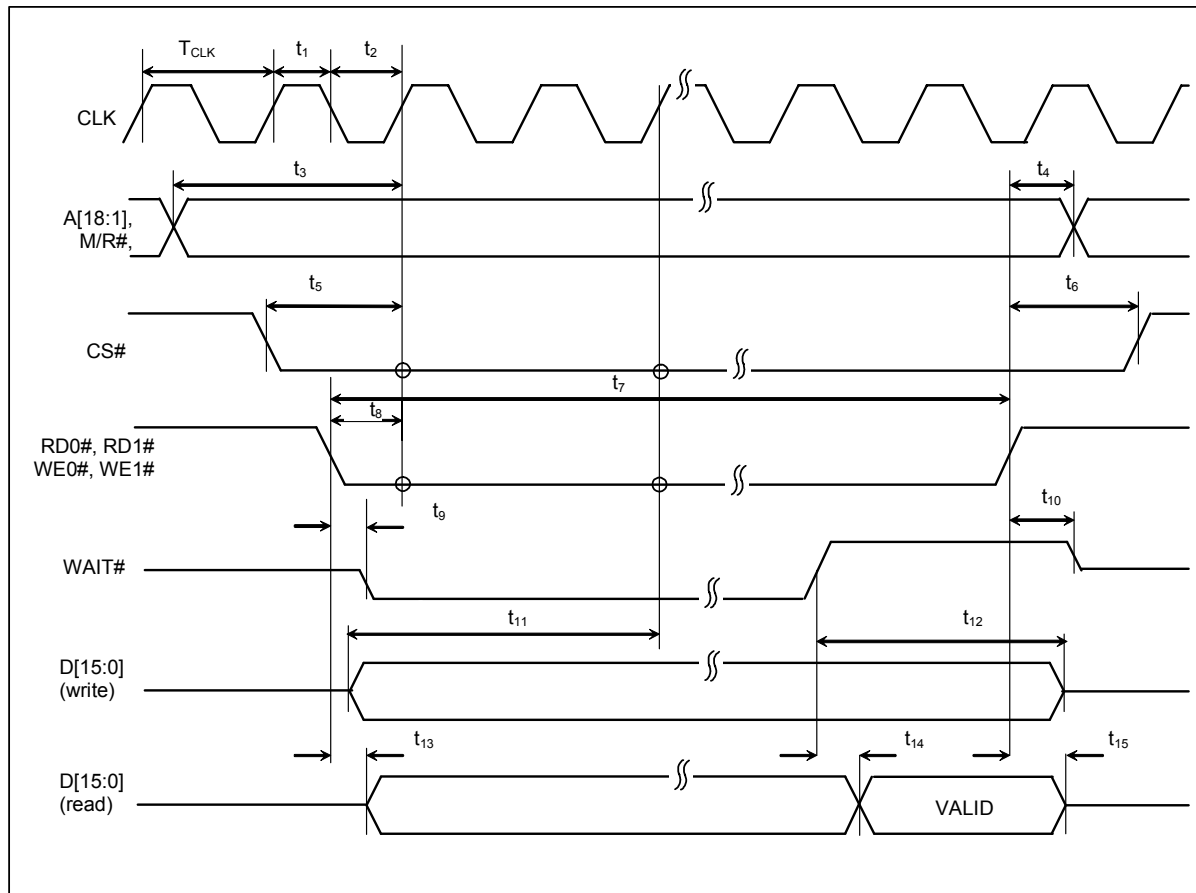 TCLK t1 t2
CLK
t3 t4
A[18:1],
M/R#,
t5 t6
CS#
t7
t8
RD0#, RD1#
WE0#, WE1#
t9 t10
WAIT#
t11 t12
D[15:0]
(write)
t13 t14 t15
D[15:0]
(read)
VALID